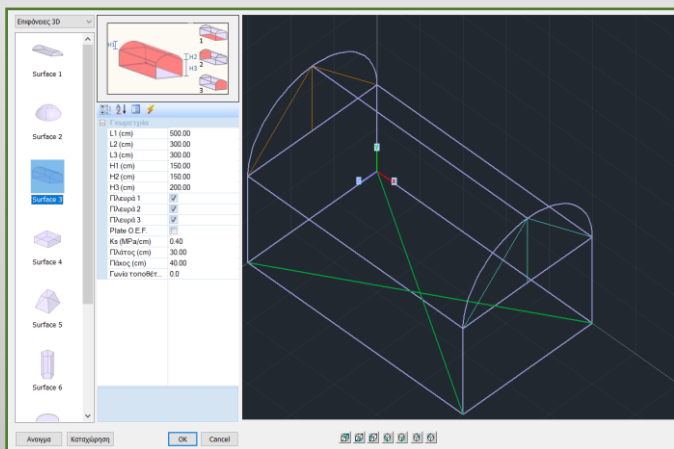 Επιφάνειες 3D
Surface 1
Surface 2
Surface 3
Surface 4
Surface 5
Surface 6
H1
H2
H3
1
2
3
Γεωμετρία
L1 (cm) 500.00
L2 (cm) 300.00
L3 (cm) 300.00
H1 (cm) 150.00
H2 (cm) 150.00
H3 (cm) 200.00
Πλευρά 1
Πλευρά 2
Πλευρά 3
Plate O.E.F.
Ks (MPa/cm) 0.40
Πλάτος (cm) 30.00
Πάχος (cm) 40.00
Γωνία τοποθέτ... 0.0
Άνοιγμα Καταχώρηση OK Cancel